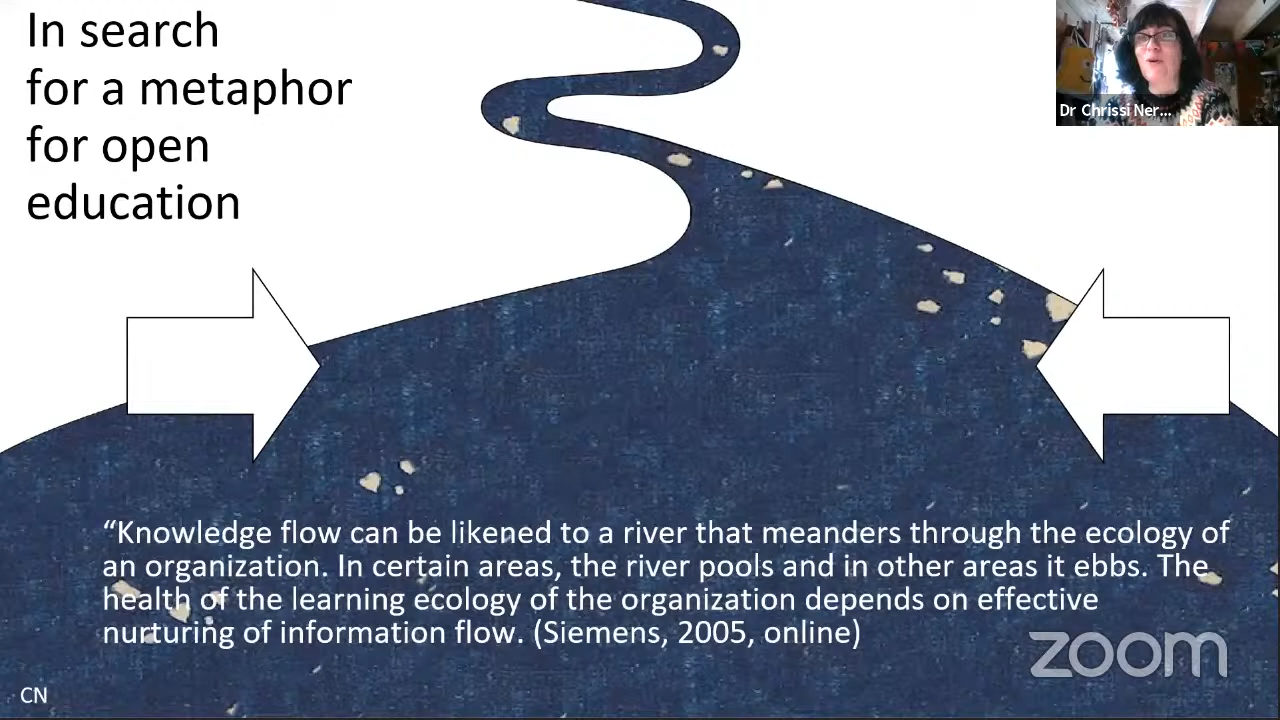 In search
for a metaphor
for open
education
Dr Chrissi Ner...
“Knowledge flow can be likened to a river that meanders through the ecology of
an organization. In certain areas, the river pools and in other areas it ebbs. The
health of the learning ecology of the organization depends on effective
nurturing of information flow. (Siemens, 2005, online)
zoom
CN